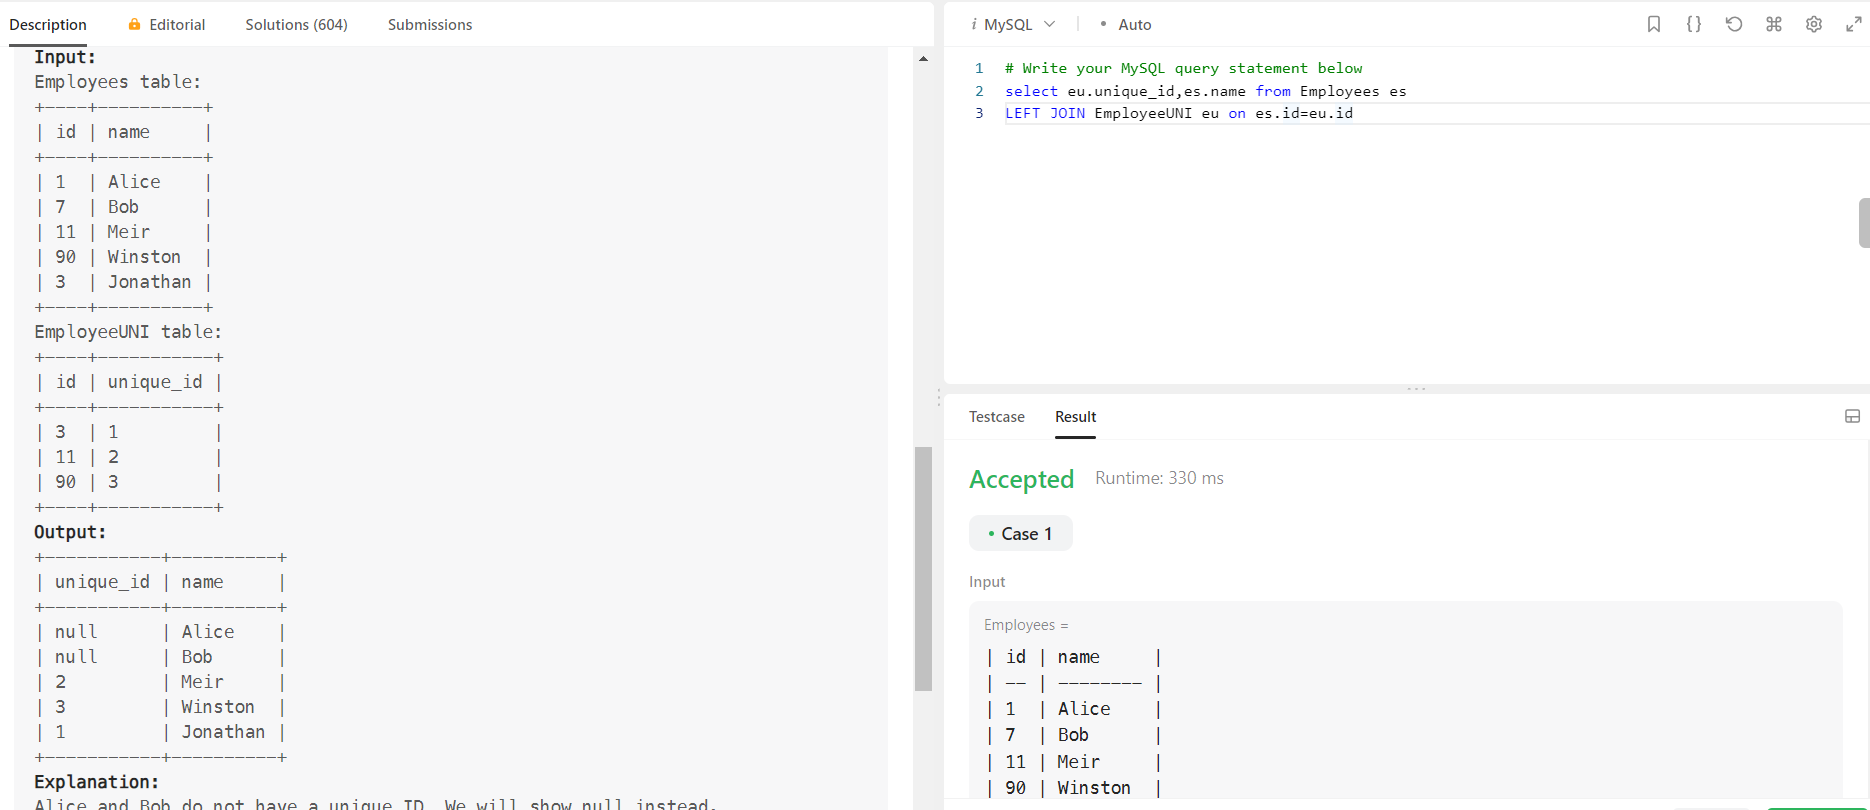 Description Editorial Solutions (604) Submissions
Input:
Employees table:
+----+----------+
| id | name     |
+----+----------+
| 1  | Alice    |
| 7  | Bob      |
| 11 | Meir     |
| 90 | Winston  |
| 3  | Jonathan |
+----+----------+
EmployeeUNI table:
+----+-----------+
| id | unique_id |
+----+-----------+
| 3  | 1         |
| 11 | 2         |
| 90 | 3         |
+----+-----------+
Output:
+-----------+----------+
| unique_id | name     |
+-----------+----------+
| null      | Alice    |
| null      | Bob      |
| 2         | Meir     |
| 3         | Winston  |
| 1         | Jonathan |
+-----------+----------+
Explanation:
Alice and Bob do not have a unique ID, We will show null instead.
i MySQL • Auto
1 # Write your MySQL query statement below
2 select eu.unique_id,es.name from Employees es
3 LEFT JOIN EmployeeUNI eu on es.id=eu.id
Testcase Result
Accepted Runtime: 330 ms
• Case 1
Input
Employees =
| id | name     |
| -- | -------- |
| 1  | Alice    |
| 7  | Bob      |
| 11 | Meir     |
| 90 | Winston  |